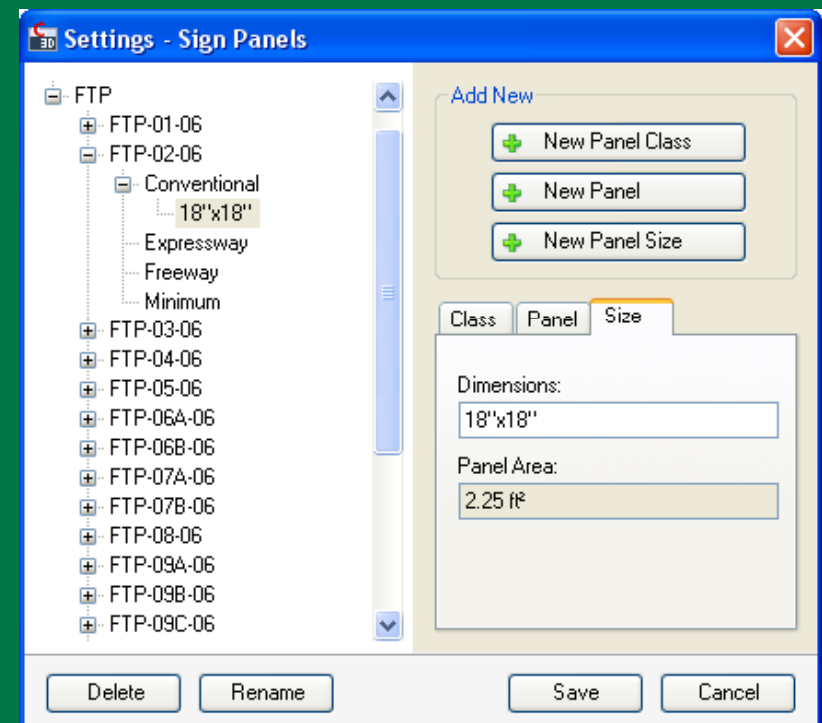 Settings - Sign Panels
FTP
FTP-01-06
FTP-02-06
Conventional
18"x18"
Expressway
Freeway
Minimum
FTP-03-06
FTP-04-06
FTP-05-06
FTP-06A-06
FTP-06B-06
FTP-07A-06
FTP-07B-06
FTP-08-06
FTP-09A-06
FTP-09B-06
FTP-09C-06
Add New
New Panel Class
New Panel
New Panel Size
Class Panel Size
Dimensions:
18"x18"
Panel Area:
2.25 ft²
Delete Rename Save Cancel